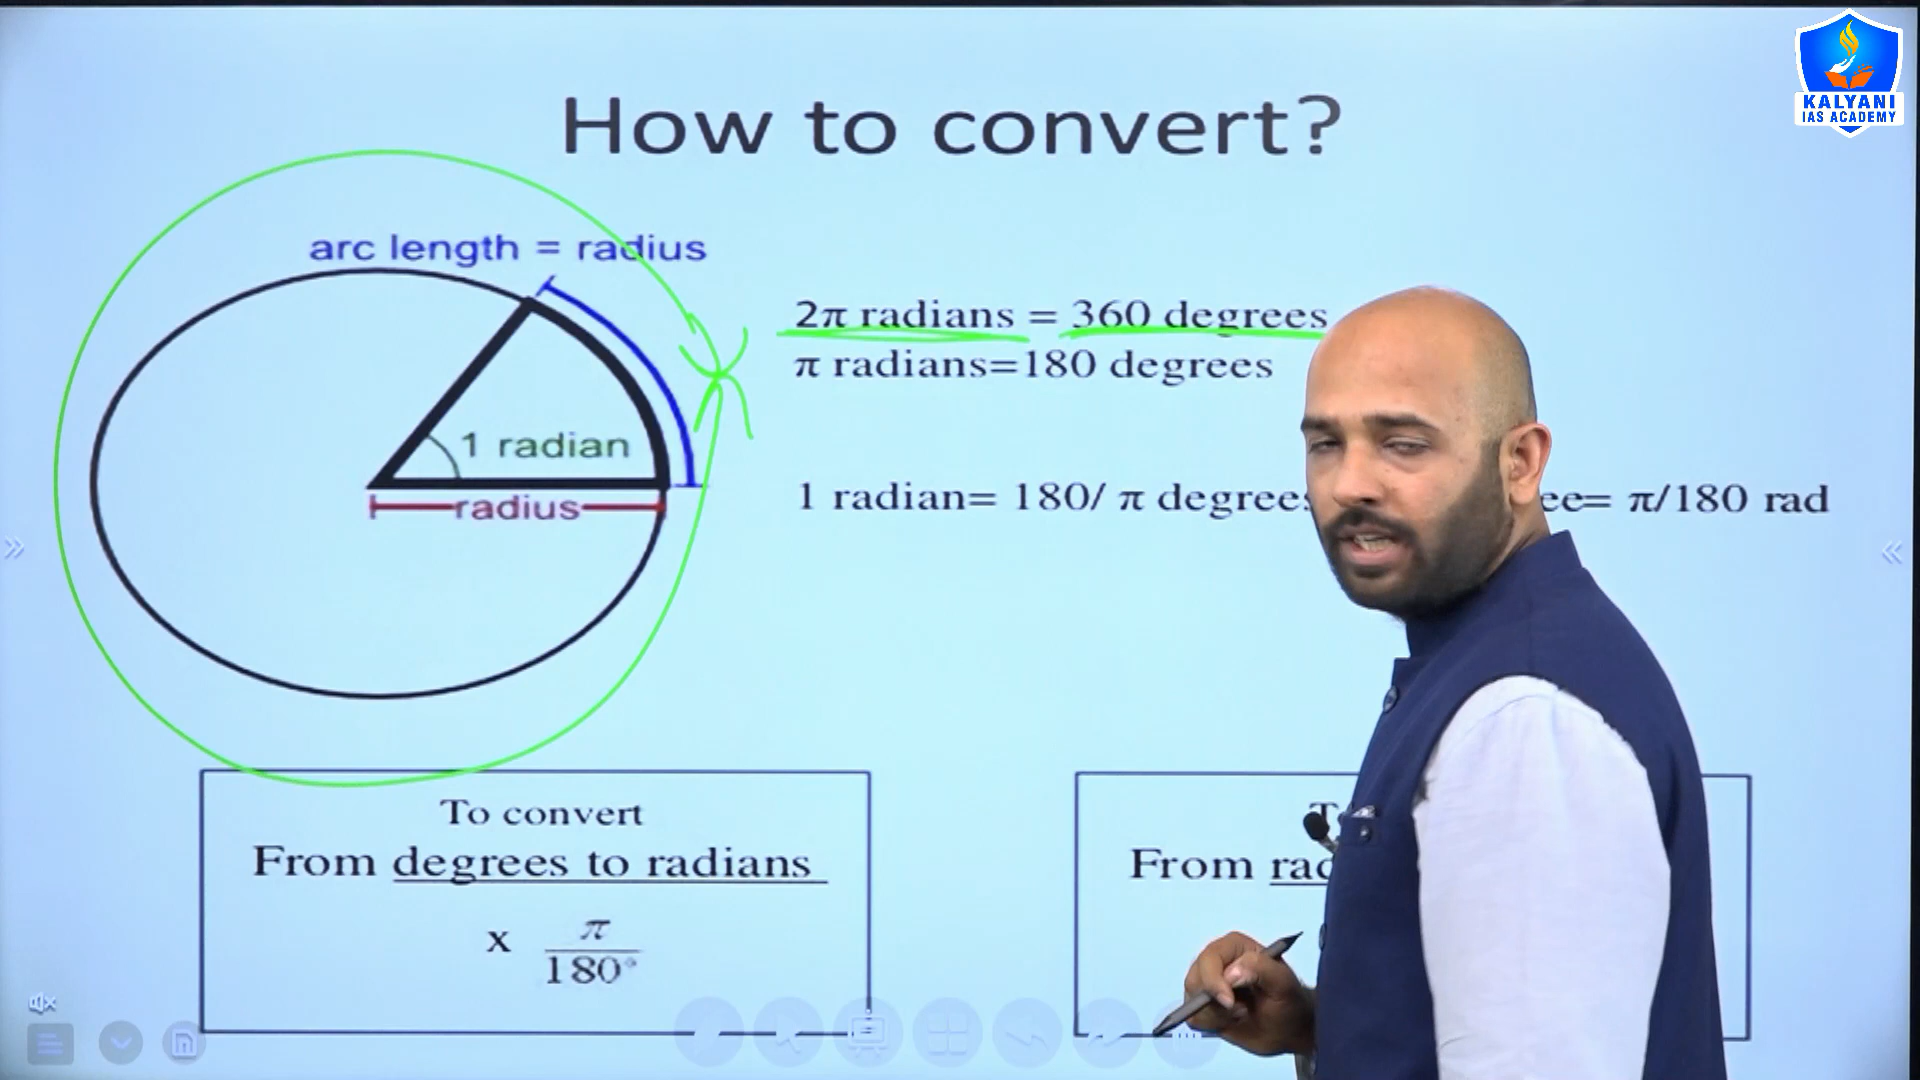 KALYANI
IAS ACADEMY
How to convert?
arc length = radius
1 radian
radius
2π radians = 360 degrees
π radians=180 degrees
1 radian= 180/ π degrees
= π/180 rad
To convert
From degrees to radians
x π
180°
From